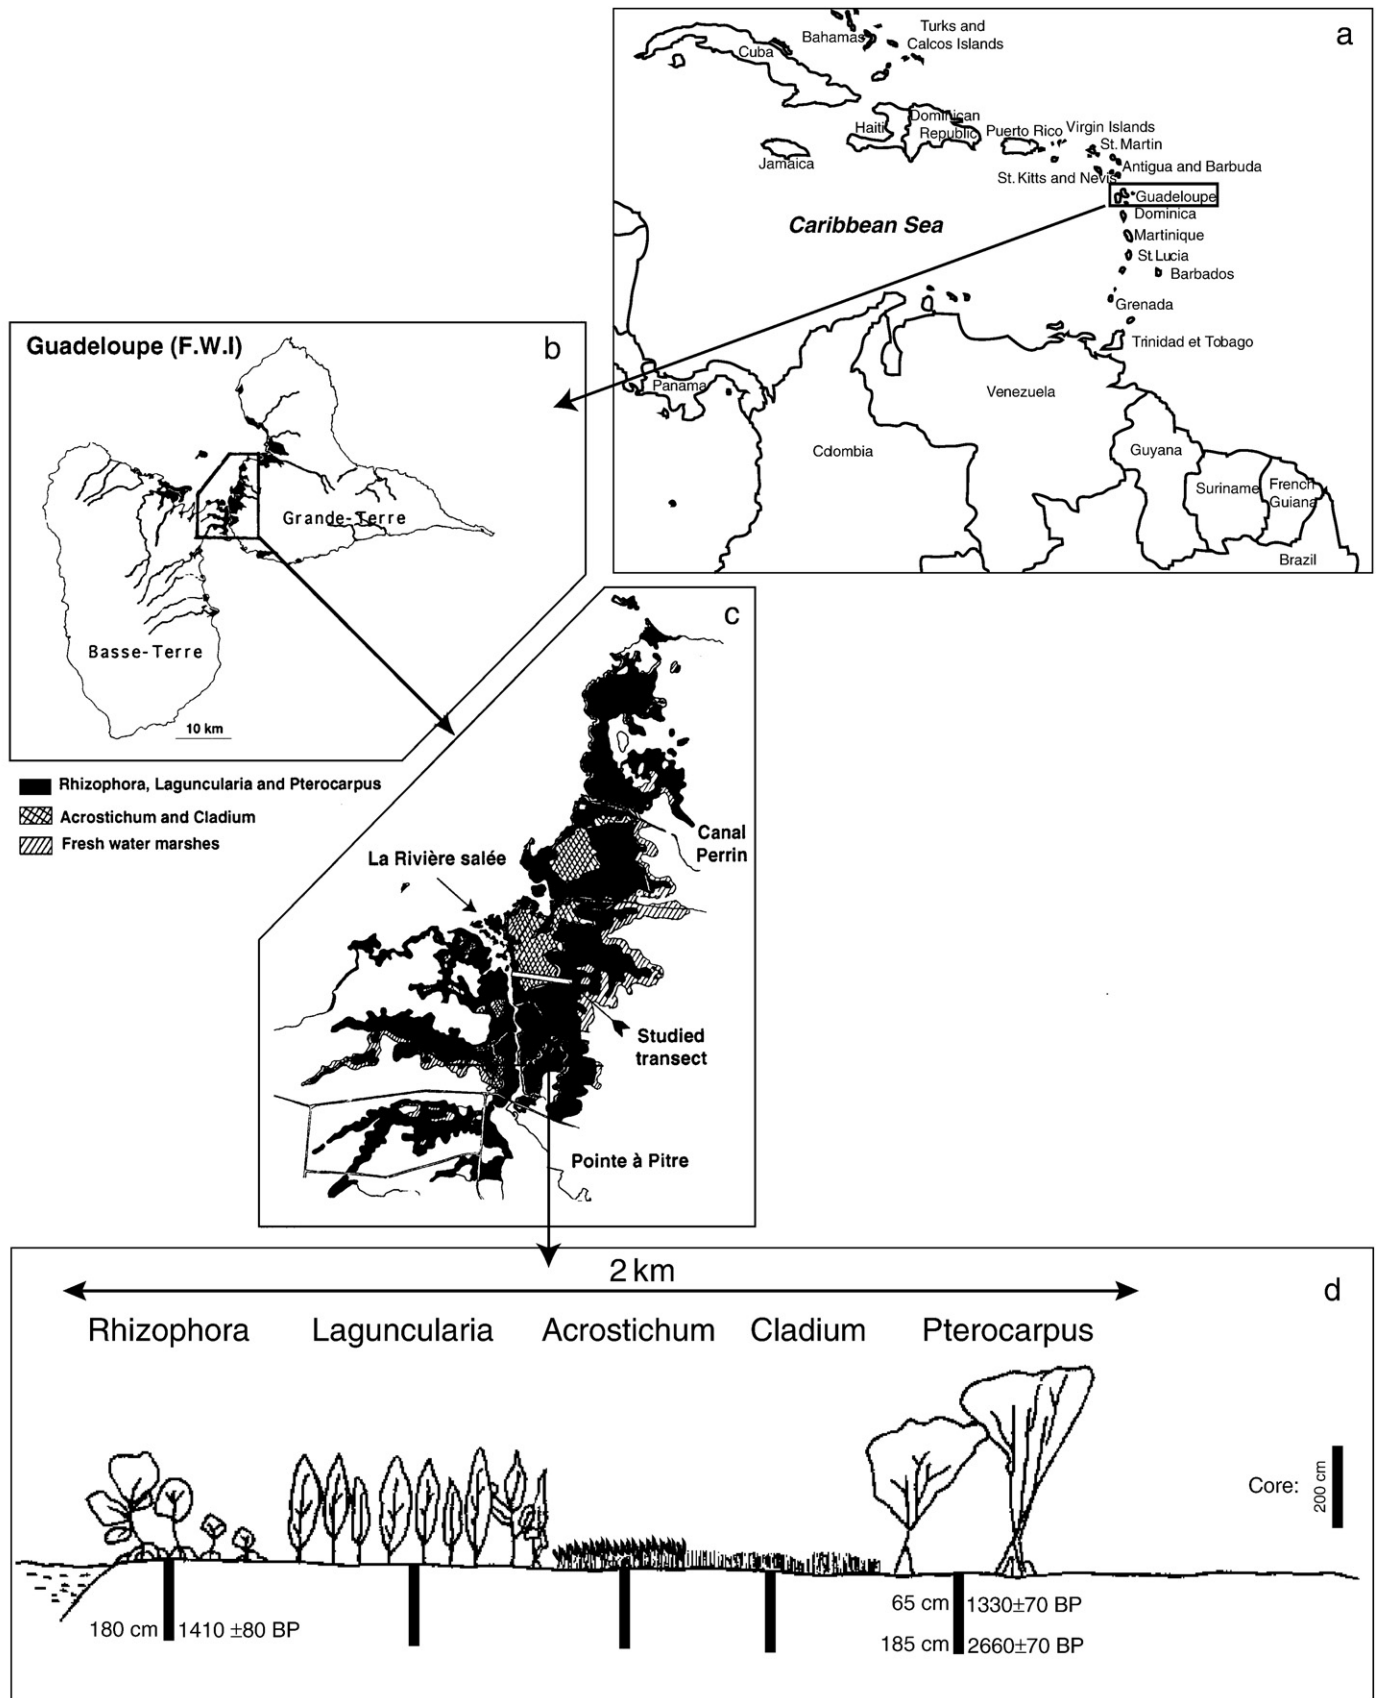 a
Turks and
Calcos Islands
Bahamas
Cuba
Dominican
Republic
Haiti
Puerto Rico
Virgin Islands
St. Martin
Jamaica
Antigua and Barbuda
St. Kitts and Nevis
Guadeloupe
Dominica
Caribbean Sea
Martinique
St. Lucia
Barbados
Grenada
Trinidad et Tobago
Panama
Venezuela
Cdombia
Guyana
Suriname
French
Guiana
Brazil
Guadeloupe (F.W.I)
b
Grande-Terre
Basse-Terre
10 km
Rhizophora, Laguncularia and Pterocarpus
Acrostichum and Cladium
Fresh water marshes
c
Canal
Perrin
La Rivière salée
Studied
transect
Pointe à Pitre
2 km
d
Rhizophora
Laguncularia
Acrostichum
Cladium
Pterocarpus
Core:
200 cm
180 cm
1410 ±80 BP
65 cm
1330±70 BP
185 cm
2660±70 BP